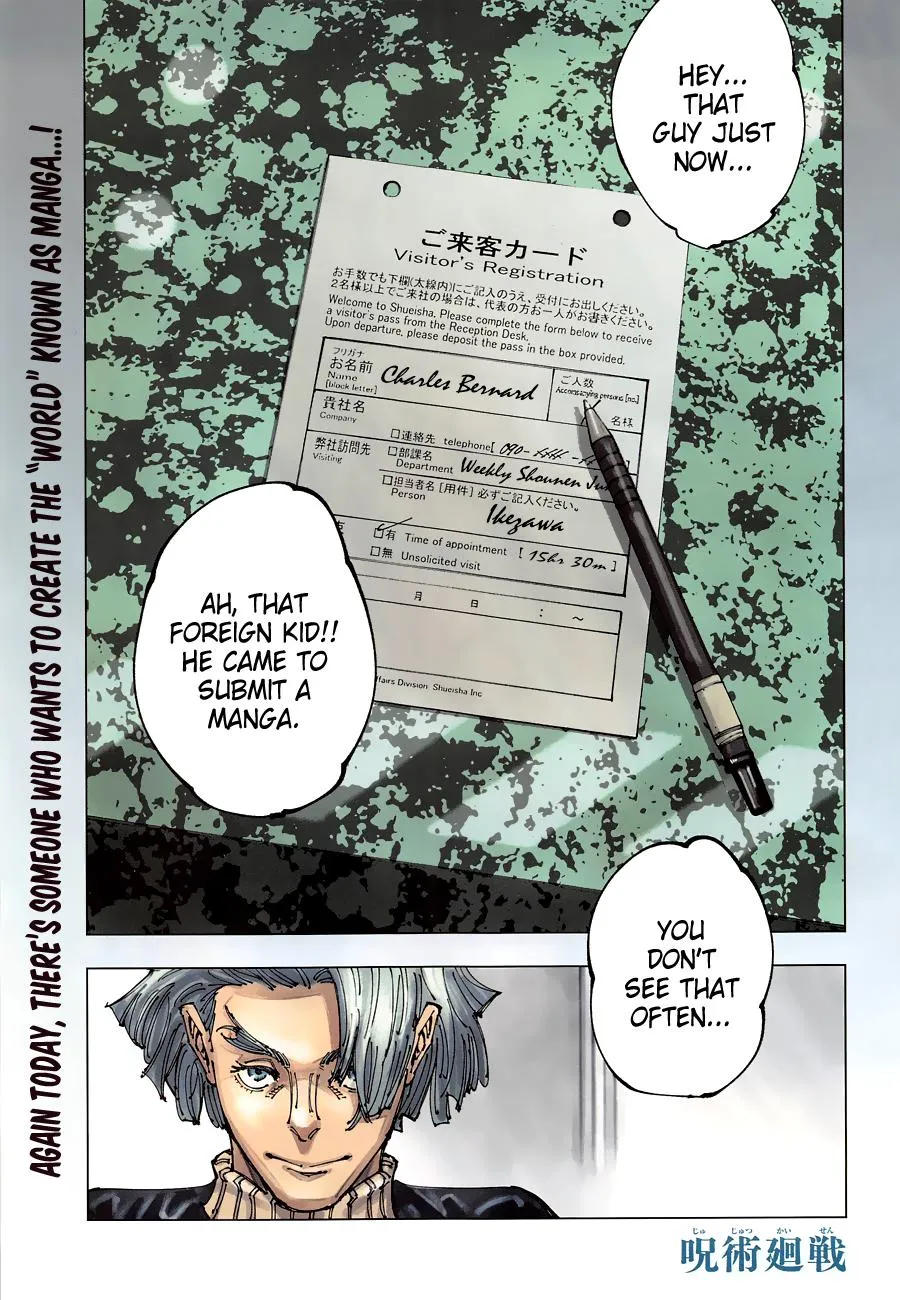 HEY...
THAT
GUY JUST
NOW...
AGAIN TODAY, THERE'S SOMEONE WHO WANTS TO CREATE THE "WORLD" KNOWN AS MANGA...!
ご来客カード
Visitor's Registration
お手数でも下欄(太線内)にご記入のうえ、受付にお出しください。
2名様以上でご来社の場合は、代表の方お一人がお書きください。
Welcome to Shueisha, Please complete the form below to receive
a visitor's pass from the Reception Desk.
Upon departure, please deposit the pass in the box provided.
フリガナ
お名前
Name
[block letter]
Charles Bernard
ご人数
Accompanying persons [no.]
名様
貴社名
Company
弊社訪問先
Visiting
□連絡先 telephone[ 090-
□部課名
Department Weekly Shounen
□担当者名[用件]必ずご記入ください。
Person
Ikezawa
□有 Time of appointment [ 15hr 30m ]
□無 Unsolicited visit
月 日 : ~
ffairs Division Shueisha Inc
AH, THAT
FOREIGN KID!!
HE CAME TO
SUBMIT A
MANGA.
YOU
DON'T
SEE THAT
OFTEN...
じゅ じゅつ かい せん
呪術廻戦